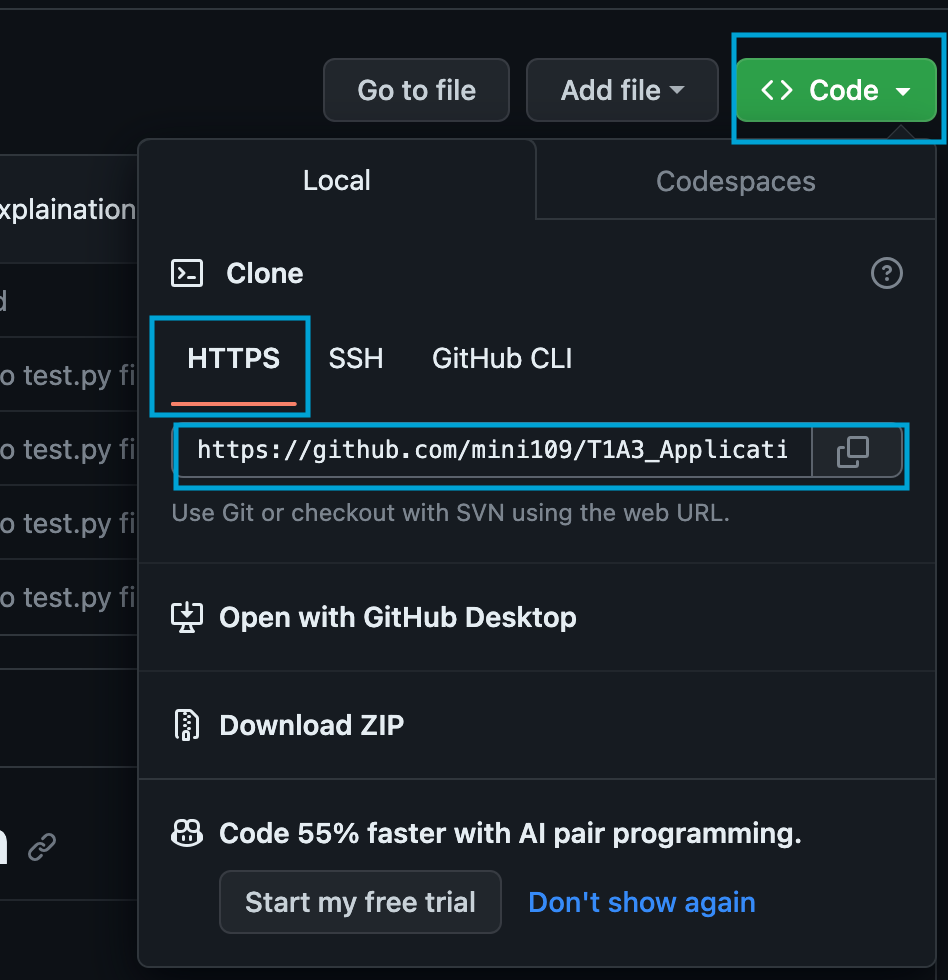 Go to file
Add file
Code
Local
Codespaces
xplaination
Clone
d
HTTPS
SSH
GitHub CLI
o test.py fi
https://github.com/mini109/T1A3_Applicati
o test.py fi
Use Git or checkout with SVN using the web URL.
o test.py fi
o test.py fi
Open with GitHub Desktop
Download ZIP
Code 55% faster with AI pair programming.
Start my free trial
Don't show again